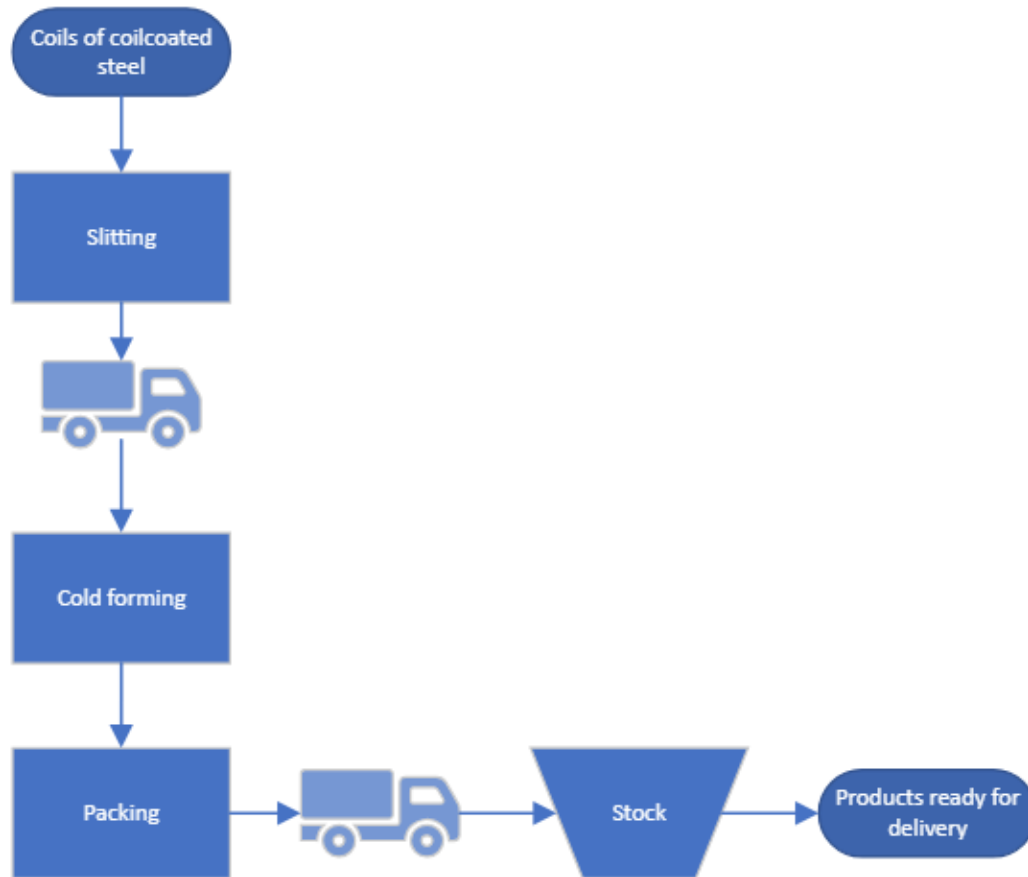 Coils of coilcoated
steel
Slitting
Cold forming
Packing
Stock
Products ready for
delivery